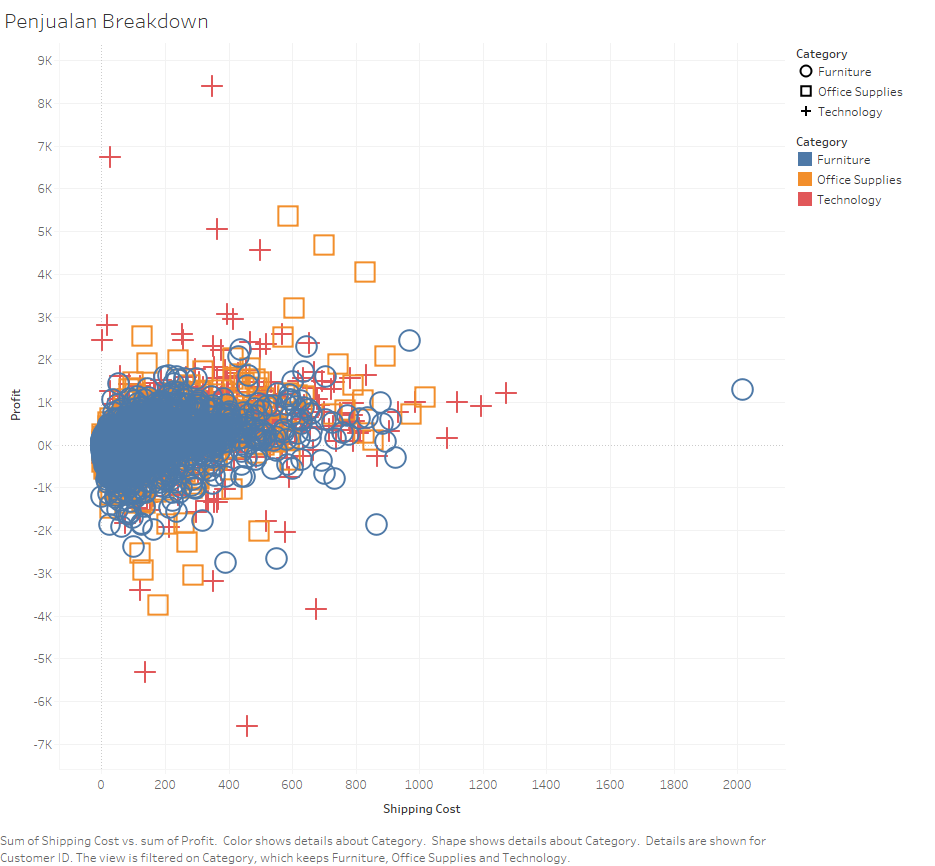 Penjualan Breakdown
Category
Furniture
Office Supplies
Technology
Category
Furniture
Office Supplies
Technology
9K
8K
7K
6K
5K
4K
3K
2K
1K
0K
-1K
-2K
-3K
-4K
-5K
-6K
-7K
Profit
0 200 400 600 800 1000 1200 1400 1600 1800 2000
Shipping Cost
Sum of Shipping Cost vs. sum of Profit. Color shows details about Category. Shape shows details about Category. Details are shown for
Customer ID. The view is filtered on Category, which keeps Furniture, Office Supplies and Technology.